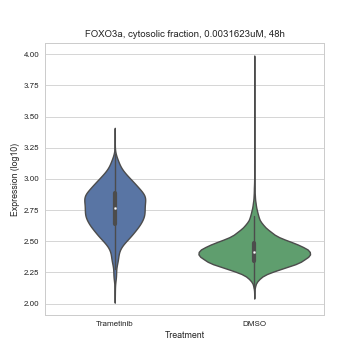 FOXO3a, cytosolic fraction, 0.0031623uM, 48h
4.00
3.75
3.50
3.25
3.00
2.75
2.50
2.25
2.00
Expression (log10)
Trametinib
DMSO
Treatment